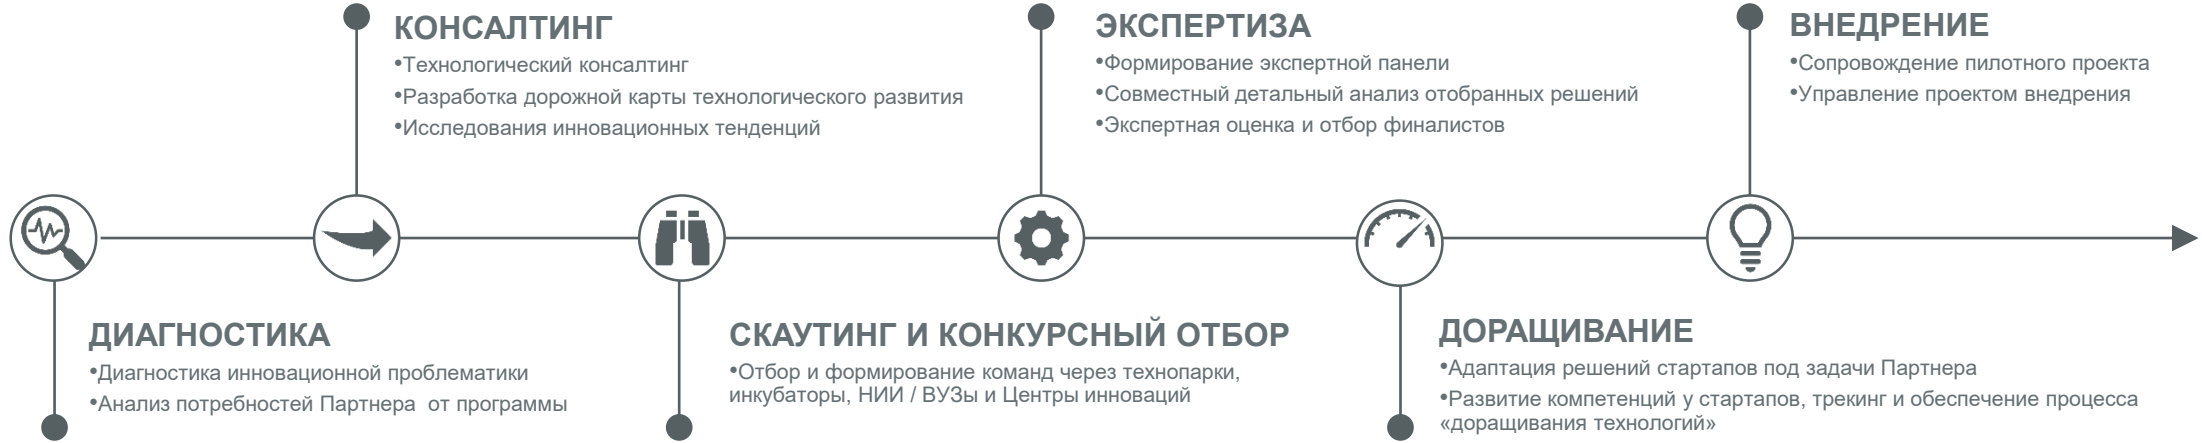 КОНСАЛТИНГ
•Технологический консалтинг
•Разработка дорожной карты технологического развития
•Исследования инновационных тенденций
ЭКСПЕРТИЗА
•Формирование экспертной панели
•Совместный детальный анализ отобранных решений
•Экспертная оценка и отбор финалистов
ВНЕДРЕНИЕ
•Сопровождение пилотного проекта
•Управление проектом внедрения
ДИАГНОСТИКА
•Диагностика инновационной проблематики
•Анализ потребностей Партнера от программы
СКАУТИНГ И КОНКУРСНЫЙ ОТБОР
•Отбор и формирование команд через технопарки,
инкубаторы, НИИ / ВУЗы и Центры инноваций
ДОРАЩИВАНИЕ
•Адаптация решений стартапов под задачи Партнера
•Развитие компетенций у стартапов, трекинг и обеспечение процесса
«доращивания технологий»